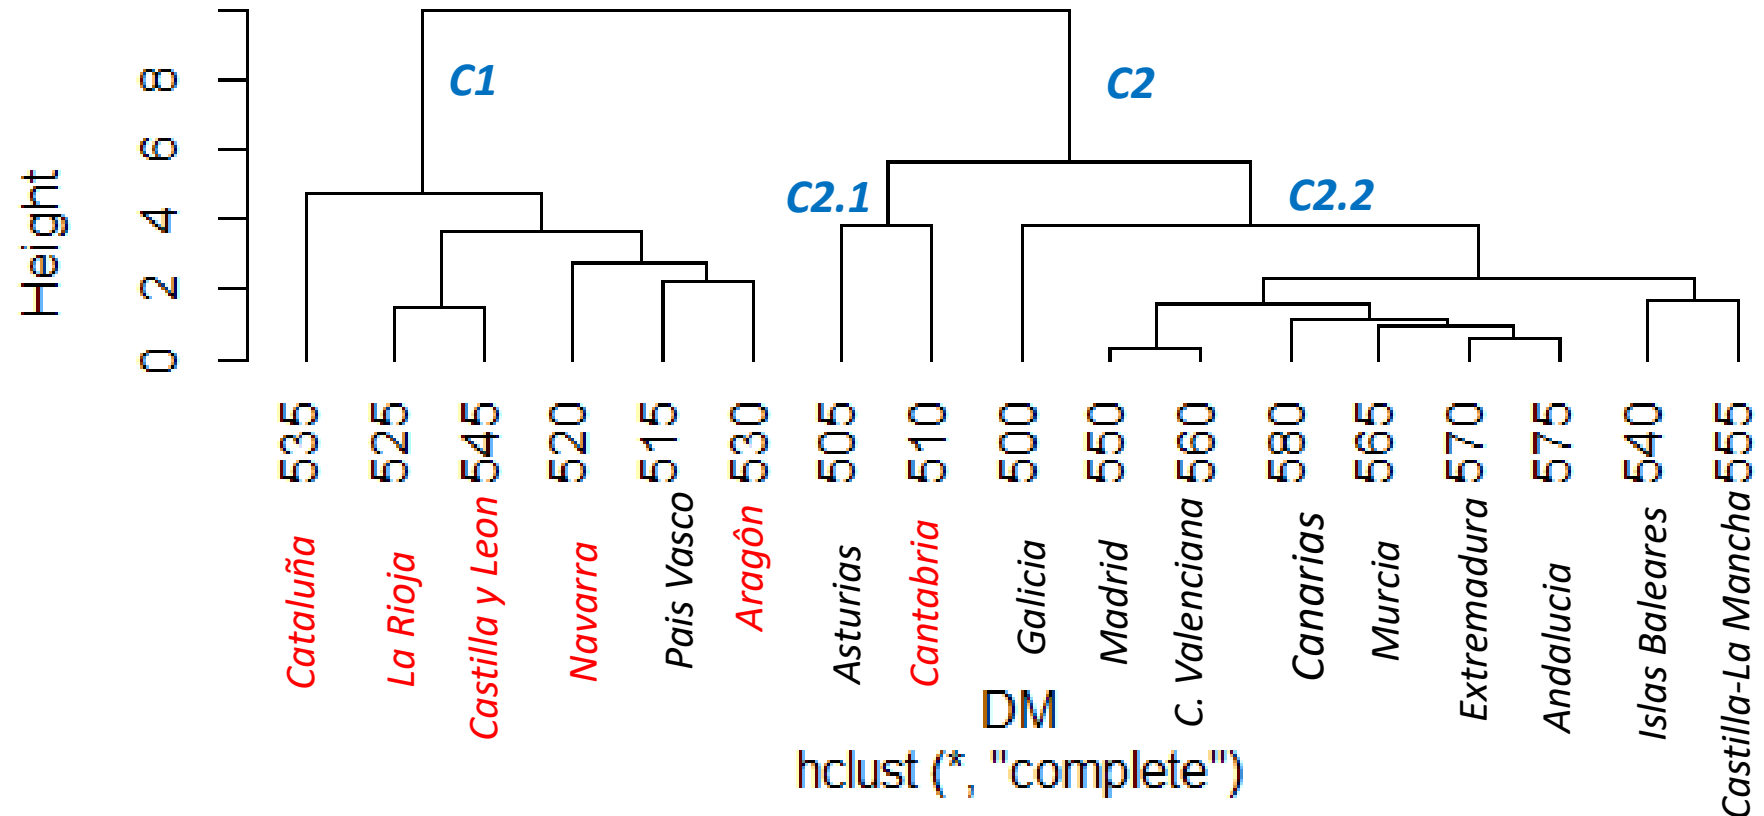 C1
C2
C2.1
C2.2
Height
8
6
4
2
0
535
525
545
520
515
530
505
510
500
550
560
580
565
570
575
540
555
Cataluña
La Rioja
Castilla y Leon
Navarra
Pais Vasco
Aragôn
Asturias
Cantabria
Galicia
Madrid
C. Valenciana
Canarias
Murcia
Extremadura
Andalucia
Islas Baleares
Castilla-La Mancha
DM
hclust (*, "complete")